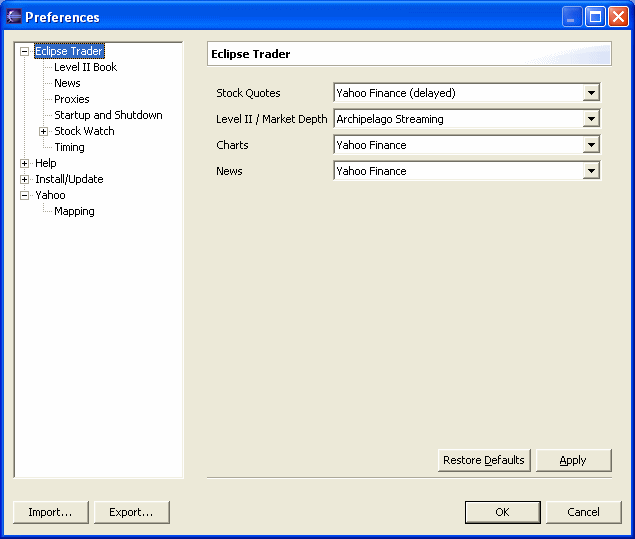 Preferences
Eclipse Trader
Level II Book
News
Proxies
Startup and Shutdown
Stock Watch
Timing
Help
Install/Update
Yahoo
Mapping
Eclipse Trader
Stock Quotes Yahoo Finance (delayed)
Level II / Market Depth Archipelago Streaming
Charts Yahoo Finance
News Yahoo Finance
Restore Defaults Apply
Import... Export... OK Cancel